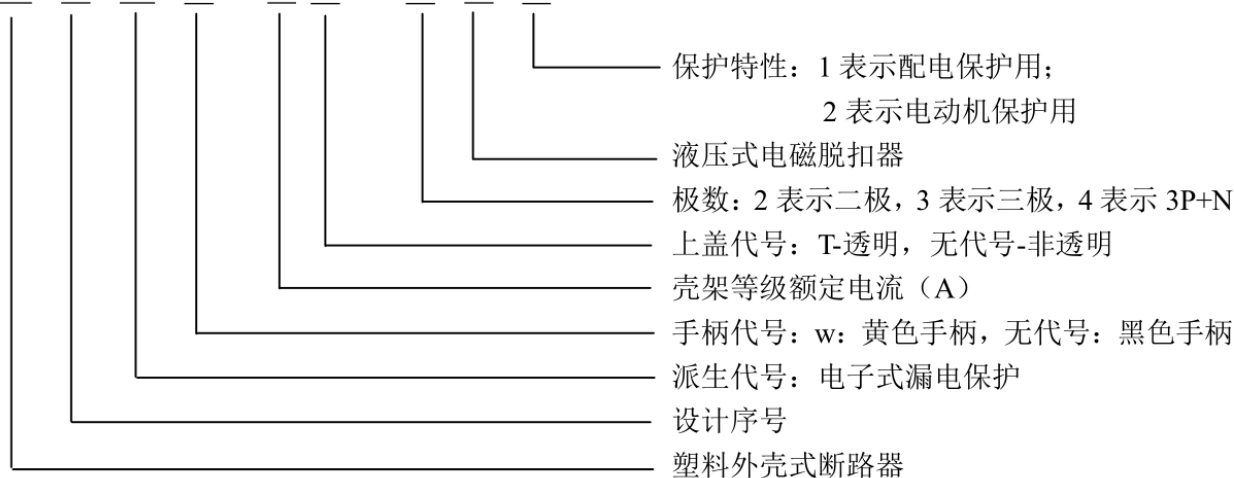 保护特性：1 表示配电保护用；
2 表示电动机保护用
液压式电磁脱扣器
极数：2 表示二极，3 表示三极，4 表示 3P+N
上盖代号：T-透明，无代号-非透明
壳架等级额定电流（A）
手柄代号：w：黄色手柄，无代号：黑色手柄
派生代号：电子式漏电保护
设计序号
塑料外壳式断路器